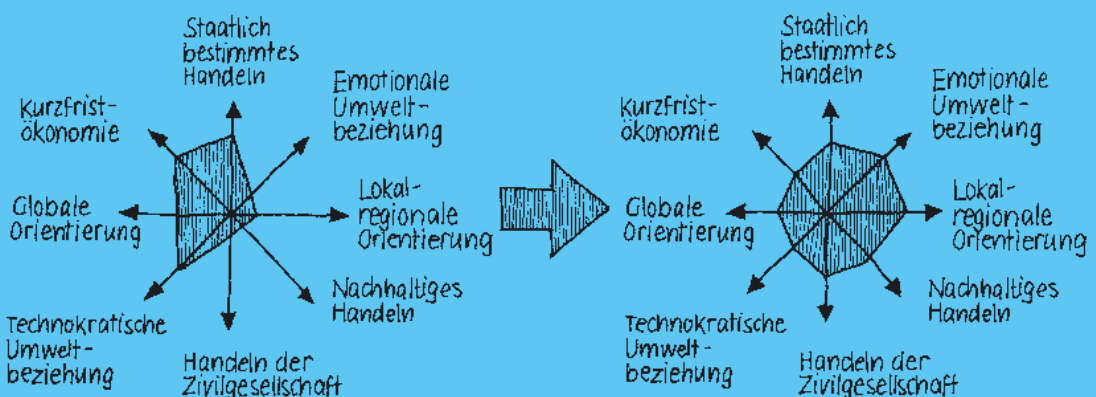 Staatlich
bestimmtes
Handeln
Emotionale
Umwelt-
beziehung
Kurzfrist-
ökonomie
Globale
Orientierung
Lokal-
regionale
Orientierung
Technokratische
Umwelt-
beziehung
Nachhaltiges
Handeln
Handeln der
Zivilgesellschaft
Staatlich
bestimmtes
Handeln
Emotionale
Umwelt-
beziehung
Kurzfrist-
ökonomie
Globale
Orientierung
Lokal-
regionale
Orientierung
Technokratische
Umwelt-
beziehung
Nachhaltiges
Handeln
Handeln der
Zivilgesellschaft